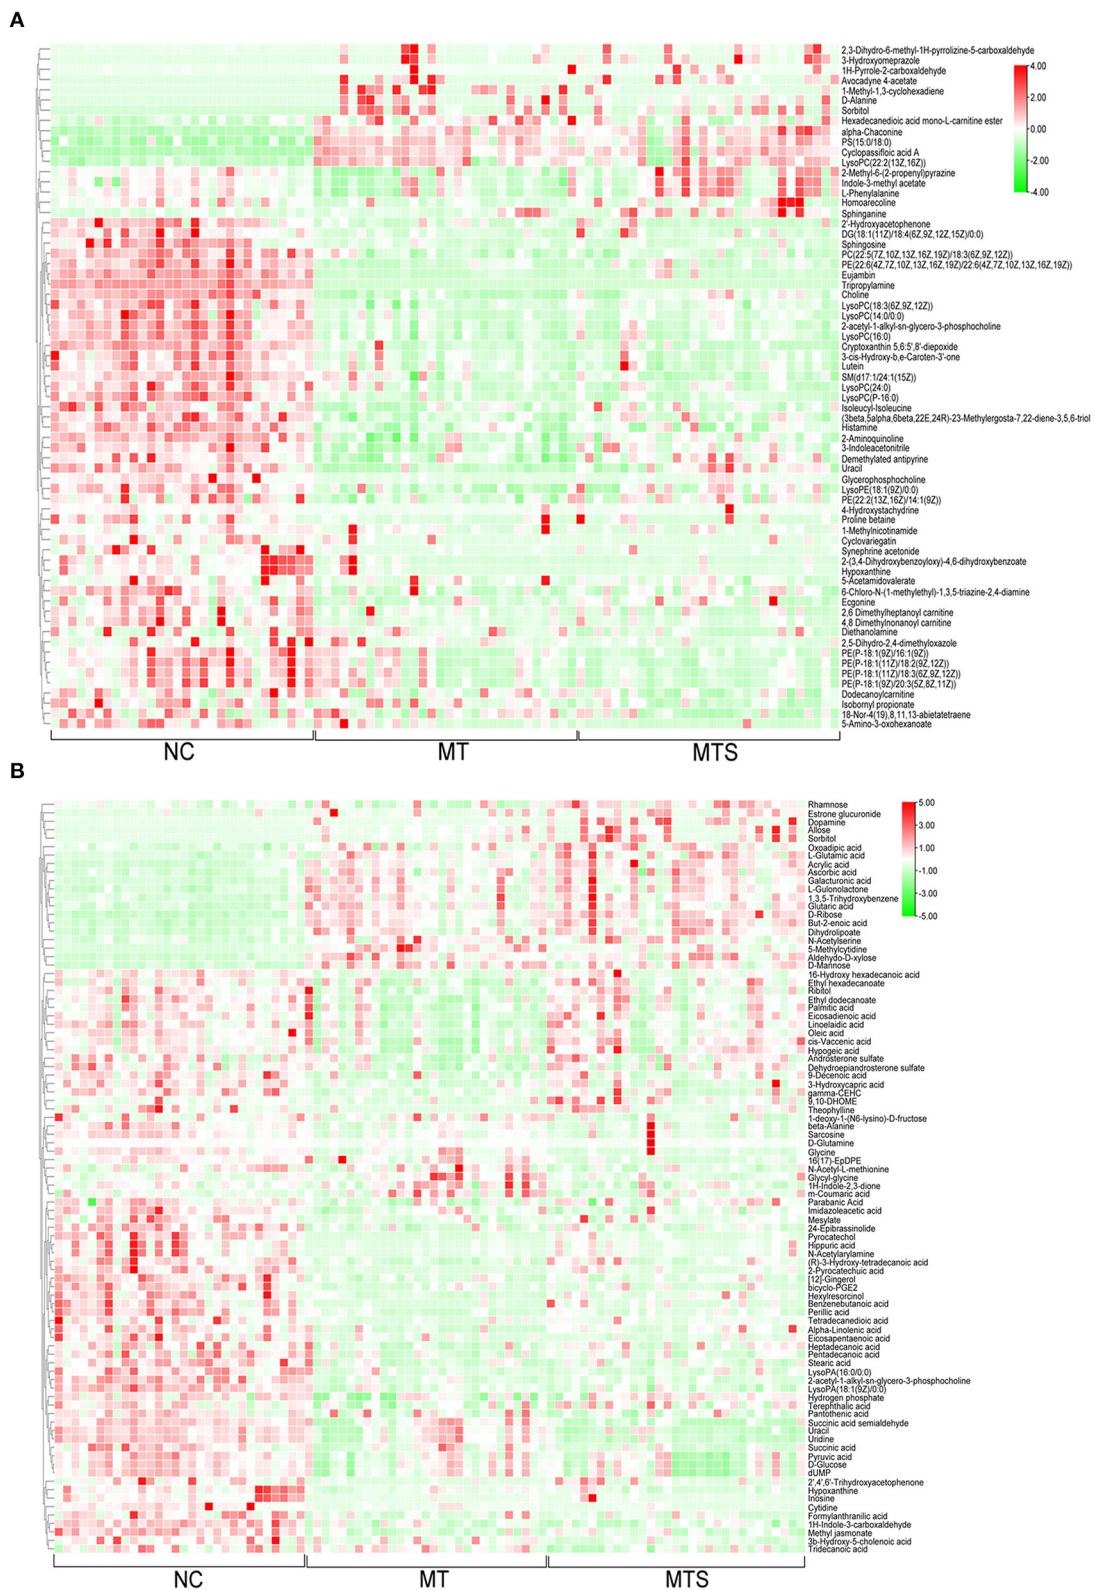 A
2,3-Dihydro-6-methyl-1H-pyrrolizine-5-carboxaldehyde
3-Hydroxyomeprazole
1H-Pyrrole-2-carboxaldehyde
Avocadyne 4-acetate
1-Methyl-1,3-cyclohexadiene
D-Alanine
Sorbitol
Hexadecanedioic acid mono-L-carnitine ester
alpha-Chaconine
PS(15:0/18:0)
Cyclopassifloic acid A
LysoPC(22:2(13Z,16Z))
2-Methyl-6-(2-propenyl)pyrazine
Indole-3-methyl acetate
L-Phenylalanine
Homoarecoline
Sphinganine
2'-Hydroxyacetophenone
DG(18:1(11Z)/18:4(6Z,9Z,12Z,15Z)/0:0)
Sphingosine
PC(22:5(7Z,10Z,13Z,16Z,19Z)/18:3(6Z,9Z,12Z))
PE(22:6(4Z,7Z,10Z,13Z,16Z,19Z)/22:6(4Z,7Z,10Z,13Z,16Z,19Z))
Eujambin
Tripropylamine
Choline
LysoPC(18:3(6Z,9Z,12Z))
LysoPC(14:0/0:0)
2-acetyl-1-alkyl-sn-glycero-3-phosphocholine
LysoPC(16:0)
Cryptoxanthin 5,6:5',8'-diepoxide
3-cis-Hydroxy-b,e-Caroten-3'-one
Lutein
SM(d17:1/24:1(15Z))
LysoPC(24:0)
LysoPC(P-16:0)
Isoleucyl-Isoleucine
(3beta,5alpha,6beta,22E,24R)-23-Methylergosta-7,22-diene-3,5,6-triol
Histamine
2-Aminoquinoline
3-Indoleacetonitrile
Demethylated antipyrine
Uracil
Glycerophosphocholine
LysoPE(18:1(9Z)/0:0)
PE(22:2(13Z,16Z)/14:1(9Z))
4-Hydroxystachydrine
Proline betaine
1-Methylnicotinamide
Cyclovariegatin
Synephrine acetonide
2-(3,4-Dihydroxybenzoyloxy)-4,6-dihydroxybenzoate
Hypoxanthine
5-Acetamidovalerate
6-Chloro-N-(1-methylethyl)-1,3,5-triazine-2,4-diamine
Ecgonine
2,6 Dimethylheptanoyl carnitine
4,8 Dimethylnonanoyl carnitine
Diethanolamine
2,5-Dihydro-2,4-dimethyloxazole
PE(P-18:1(9Z)/16:1(9Z))
PE(P-18:1(11Z)/18:2(9Z,12Z))
PE(P-18:1(11Z)/18:3(6Z,9Z,12Z))
PE(P-18:1(9Z)/20:3(5Z,8Z,11Z))
Dodecanoylcarnitine
Isobornyl propionate
18-Nor-4(19),8,11,13-abietatetraene
5-Amino-3-oxohexanoate
4.00
2.00
0.00
-2.00
-4.00
NC
MT
MTS
B
Rhamnose
Estrone glucuronide
Dopamine
Allose
Sorbitol
Oxoadipic acid
L-Glutamic acid
Acrylic acid
Ascorbic acid
Galacturonic acid
L-Gulonolactone
1,3,5-Trihydroxybenzene
Glutaric acid
D-Ribose
But-2-enoic acid
Dihydrolipoate
N-Acetylserine
5-Methylcytidine
Aldehydo-D-xylose
D-Mannose
16-Hydroxy hexadecanoic acid
Ethyl hexadecanoate
Ribitol
Ethyl dodecanoate
Palmitic acid
Eicosadienoic acid
Linoelaidic acid
Oleic acid
cis-Vaccenic acid
Hypogeic acid
Androsterone sulfate
Dehydroepiandrosterone sulfate
9-Decenoic acid
3-Hydroxycapric acid
gamma-CEHC
9,10-DHOME
Theophylline
1-deoxy-1-(N6-lysino)-D-fructose
beta-Alanine
Sarcosine
D-Glutamine
Glycine
16(17)-EpDPE
N-Acetyl-L-methionine
Glycyl-glycine
1H-Indole-2,3-dione
m-Coumaric acid
Parabanic Acid
Imidazoleacetic acid
Mesylate
24-Epibrassinolide
Pyrocatechol
Hippuric acid
N-Acetylarylamine
(R)-3-Hydroxy-tetradecanoic acid
2-Pyrocatechuic acid
[12]-Gingerol
bicyclo-PGE2
Hexylresorcinol
Benzenebutanoic acid
Perillic acid
Tetradecanedioic acid
Alpha-Linolenic acid
Eicosapentaenoic acid
Heptadecanoic acid
Pentadecanoic acid
Stearic acid
LysoPA(16:0/0:0)
2-acetyl-1-alkyl-sn-glycero-3-phosphocholine
LysoPA(18:1(9Z)/0:0)
Hydrogen phosphate
Terephthalic acid
Pantothenic acid
Succinic acid semialdehyde
Uracil
Uridine
Succinic acid
Pyruvic acid
D-Glucose
dUMP
2',4',6'-Trihydroxyacetophenone
Hypoxanthine
Inosine
Cytidine
Formylanthranilic acid
1H-Indole-3-carboxaldehyde
Methyl jasmonate
3b-Hydroxy-5-cholenoic acid
Tridecanoic acid
5.00
3.00
1.00
-1.00
-3.00
-5.00
NC
MT
MTS